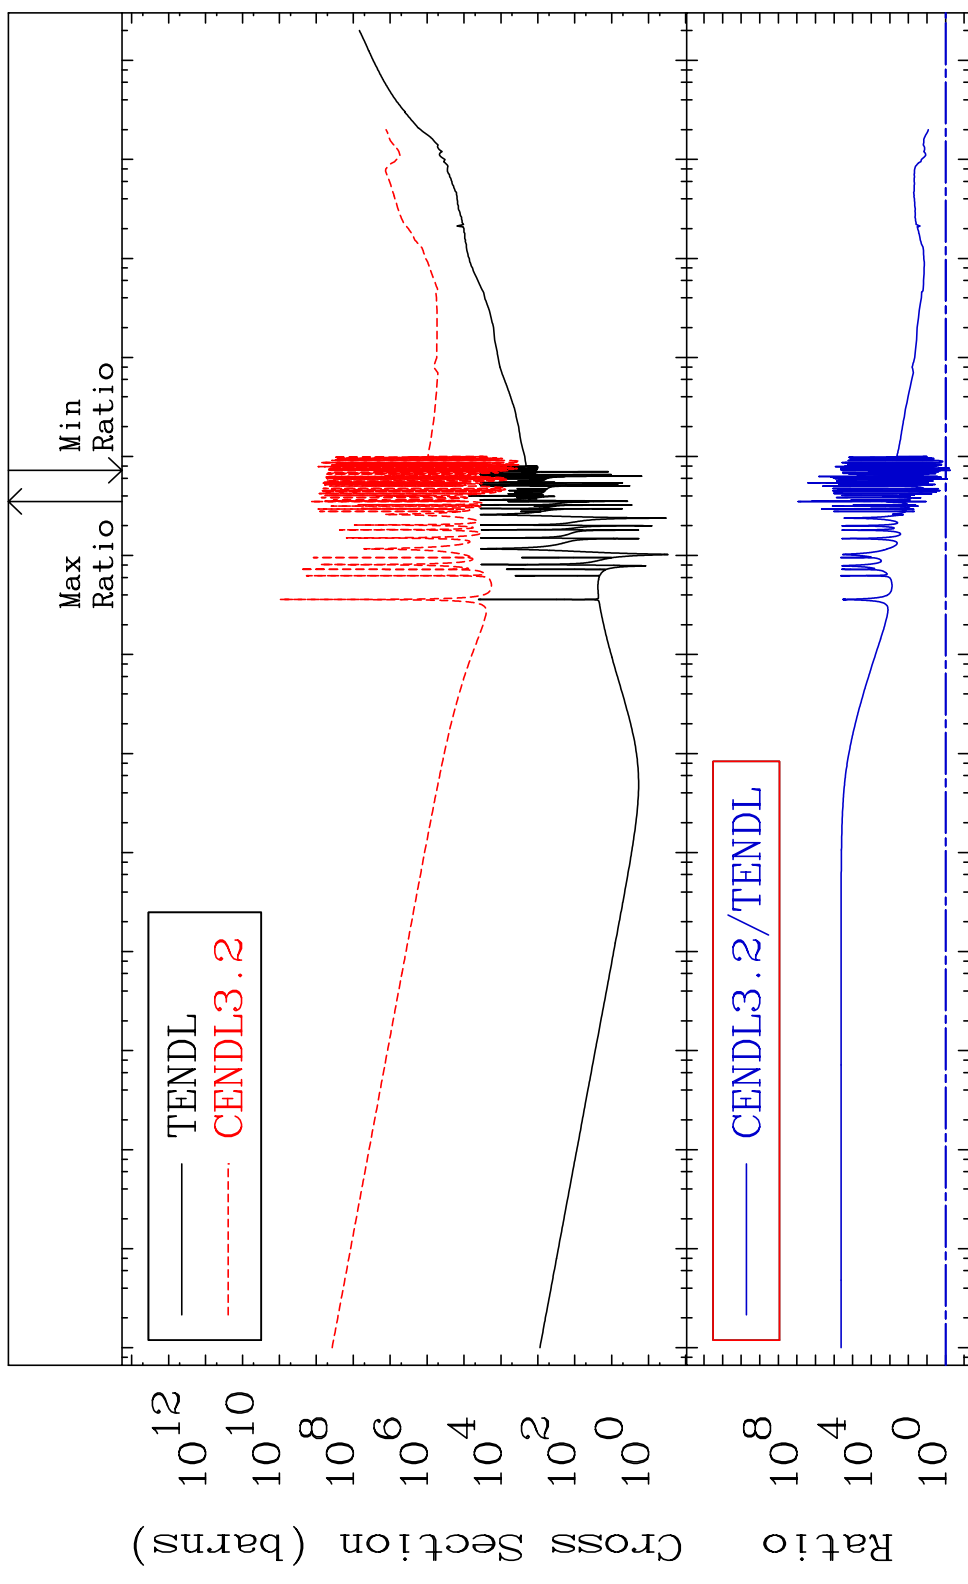 Max
Ratio
Min
Ratio
Cross Section (barns)
10 12
10 10
10 8
10 6
10 4
10 2
10 0
TENDL
CENDL3.2
Ratio
10 8
10 4
10 0
CENDL3.2/TENDL